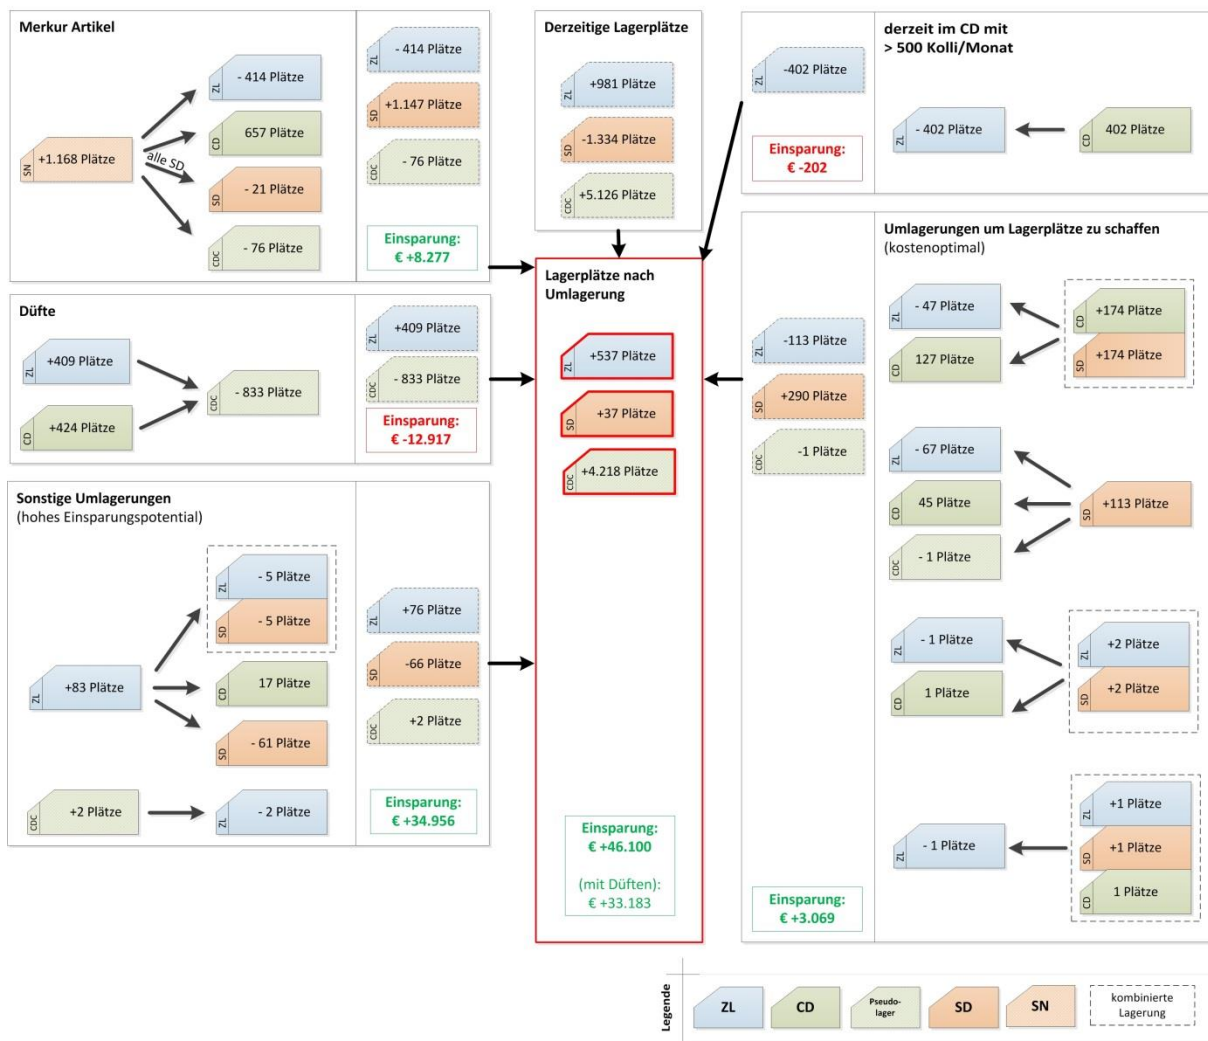 Merkur Artikel
SN
+1.168 Plätze
alle SD
ZL
- 414 Plätze
CD
657 Plätze
SD
- 21 Plätze
CDC
- 76 Plätze
ZL
- 414 Plätze
SD
+1.147 Plätze
CDC
- 76 Plätze
Einsparung:
€ +8.277
Düfte
ZL
+409 Plätze
CD
+424 Plätze
CDC
- 833 Plätze
ZL
+409 Plätze
CDC
- 833 Plätze
Einsparung:
€ -12.917
Sonstige Umlagerungen
(hohes Einsparungspotential)
ZL
+83 Plätze
ZL
- 5 Plätze
SD
- 5 Plätze
CD
17 Plätze
SD
- 61 Plätze
CDC
+2 Plätze
ZL
- 2 Plätze
ZL
+76 Plätze
SD
-66 Plätze
CDC
+2 Plätze
Einsparung:
€ +34.956
Derzeitige Lagerplätze
ZL
+981 Plätze
SD
-1.334 Plätze
CDC
+5.126 Plätze
Lagerplätze nach
Umlagerung
ZL
+537 Plätze
SD
+37 Plätze
CDC
+4.218 Plätze
Einsparung:
€ +46.100
(mit Düften):
€ +33.183
ZL
-402 Plätze
Einsparung:
€ -202
derzeit im CD mit
> 500 Kolli/Monat
ZL
- 402 Plätze
CD
402 Plätze
ZL
-113 Plätze
SD
+290 Plätze
CDC
-1 Plätze
Einsparung:
€ +3.069
Umlagerungen um Lagerplätze zu schaffen
(kostenoptimal)
ZL
- 47 Plätze
CD
127 Plätze
CD
+174 Plätze
SD
+174 Plätze
ZL
- 67 Plätze
CD
45 Plätze
CDC
- 1 Plätze
SD
+113 Plätze
ZL
- 1 Plätze
CD
1 Plätze
ZL
+2 Plätze
SD
+2 Plätze
ZL
- 1 Plätze
ZL
+1 Plätze
SD
+1 Plätze
CD
1 Plätze
Legende
ZL
CD
Pseudo-
lager
SD
SN
kombinierte
Lagerung